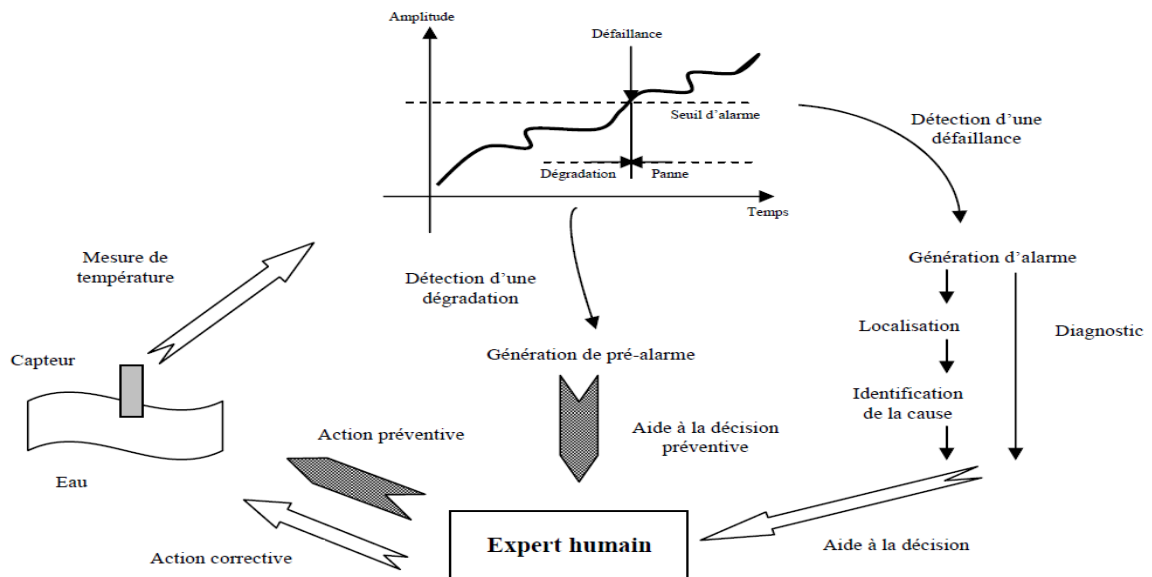 Amplitude
Défaillance
Seuil d'alarme
Dégradation
Panne
Temps
Détection d'une
défaillance
Mesure de
température
Détection d'une
dégradation
Génération d'alarme
Localisation
Diagnostic
Capteur
Génération de pré-alarme
Identification
de la cause
Action préventive
Aide à la décision
préventive
Eau
Expert humain
Aide à la décision
Action corrective